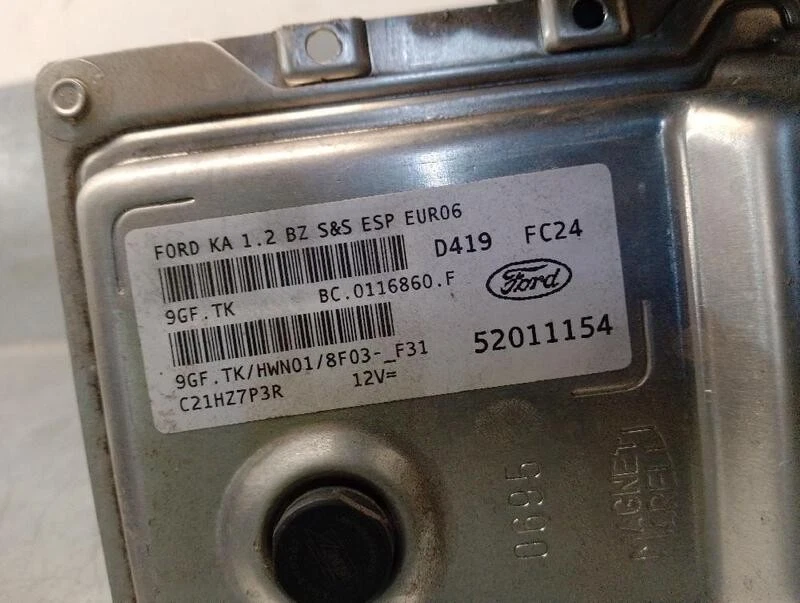 FORD KA 1.2 BZ S&S ESP EURO6
D419 FC24
9GF.TK BC.0116860.F
Ford
9GF.TK/HWN01/8F03-_F31
52011154
C21HZ7P3R 12V=
0695
MAGNETI
MARELLI